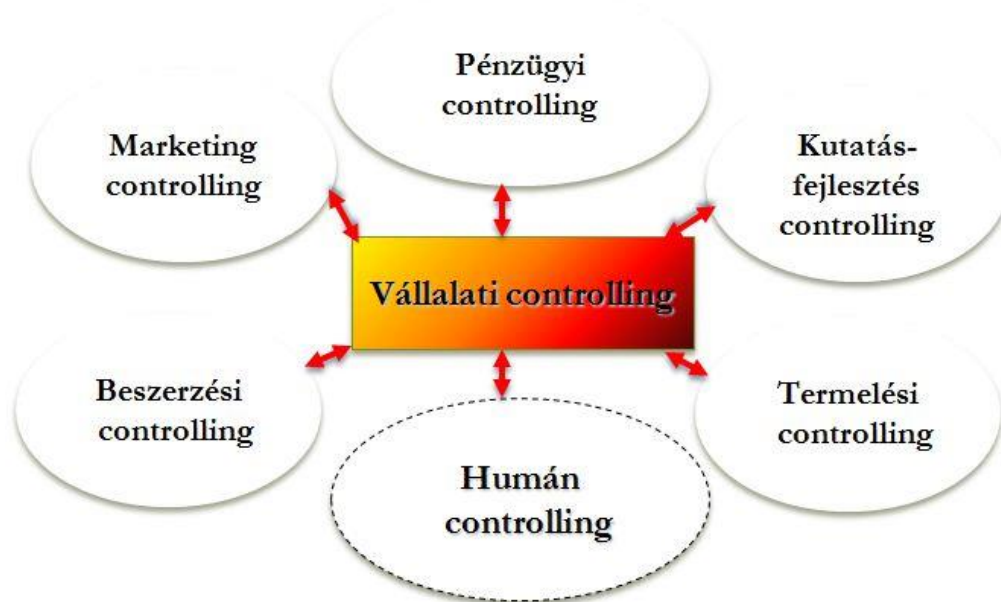 Pénzügyi
controlling
Marketing
controlling
Kutatás-
fejlesztés
controlling
Vállalati controlling
Beszerzési
controlling
Termelési
controlling
Humán
controlling